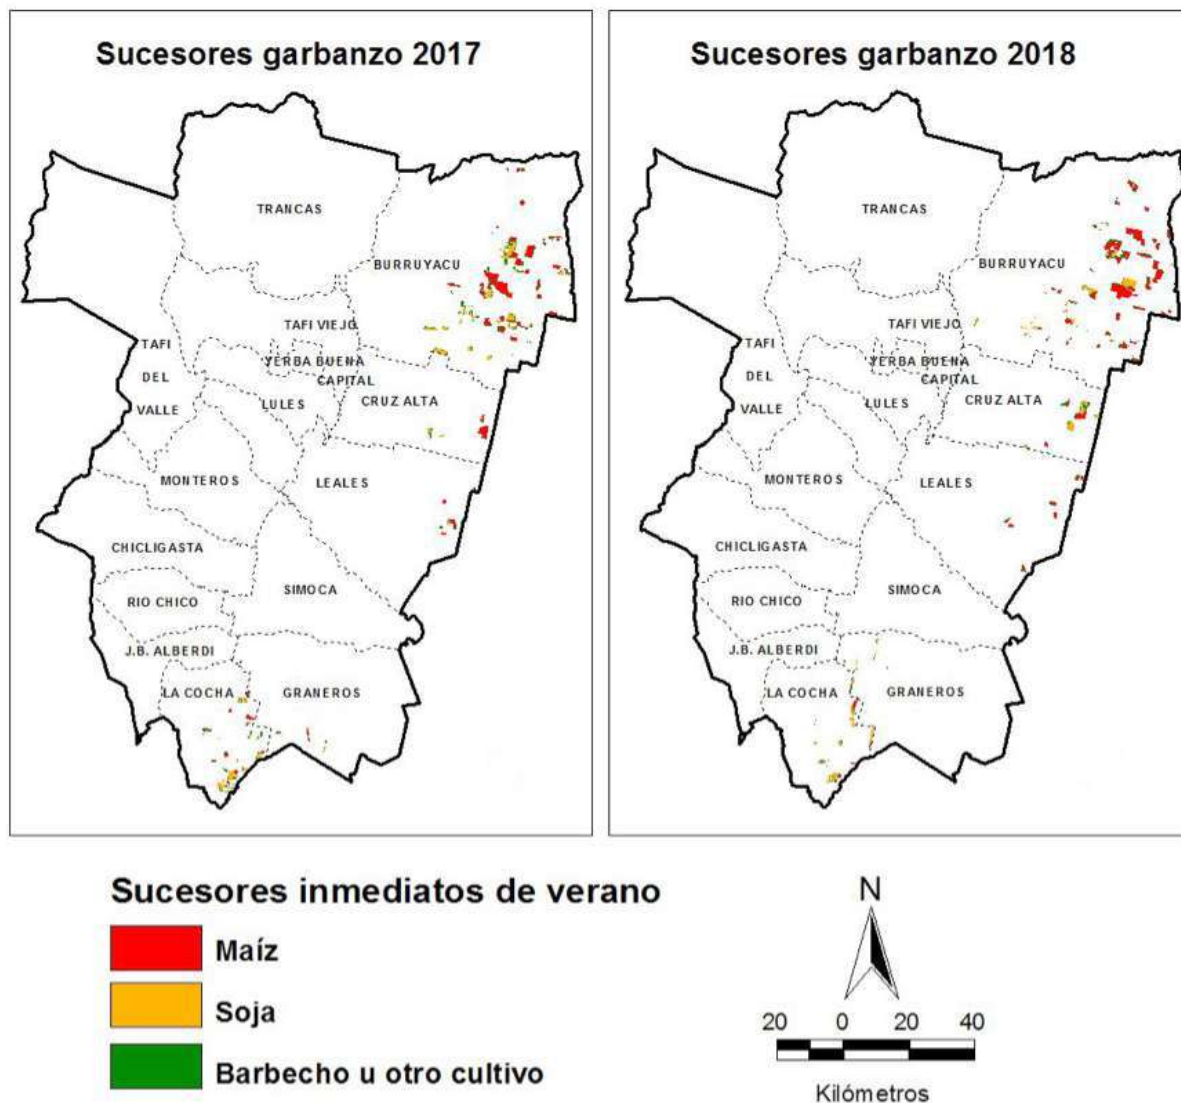 Sucesores garbanzo 2017
TRANCAS
BURRUYACU
TAFI VIEJO
TAFI
DEL
VALLE
YERBA BUENA
CAPITAL
LULES
CRUZ ALTA
MONTEROS
LEALES
CHICLIGASTA
SIMOCA
RIO CHICO
J.B. ALBERDI
LA COCHA
GRANEROS
Sucesores garbanzo 2018
TRANCAS
BURRUYACU
TAFI VIEJO
TAFI
DEL
VALLE
YERBA BUENA
CAPITAL
LULES
CRUZ ALTA
MONTEROS
LEALES
CHICLIGASTA
SIMOCA
RIO CHICO
J.B. ALBERDI
LA COCHA
GRANEROS
Sucesores inmediatos de verano
Maíz
Soja
Barbecho u otro cultivo
N
20 0 20 40
Kilómetros